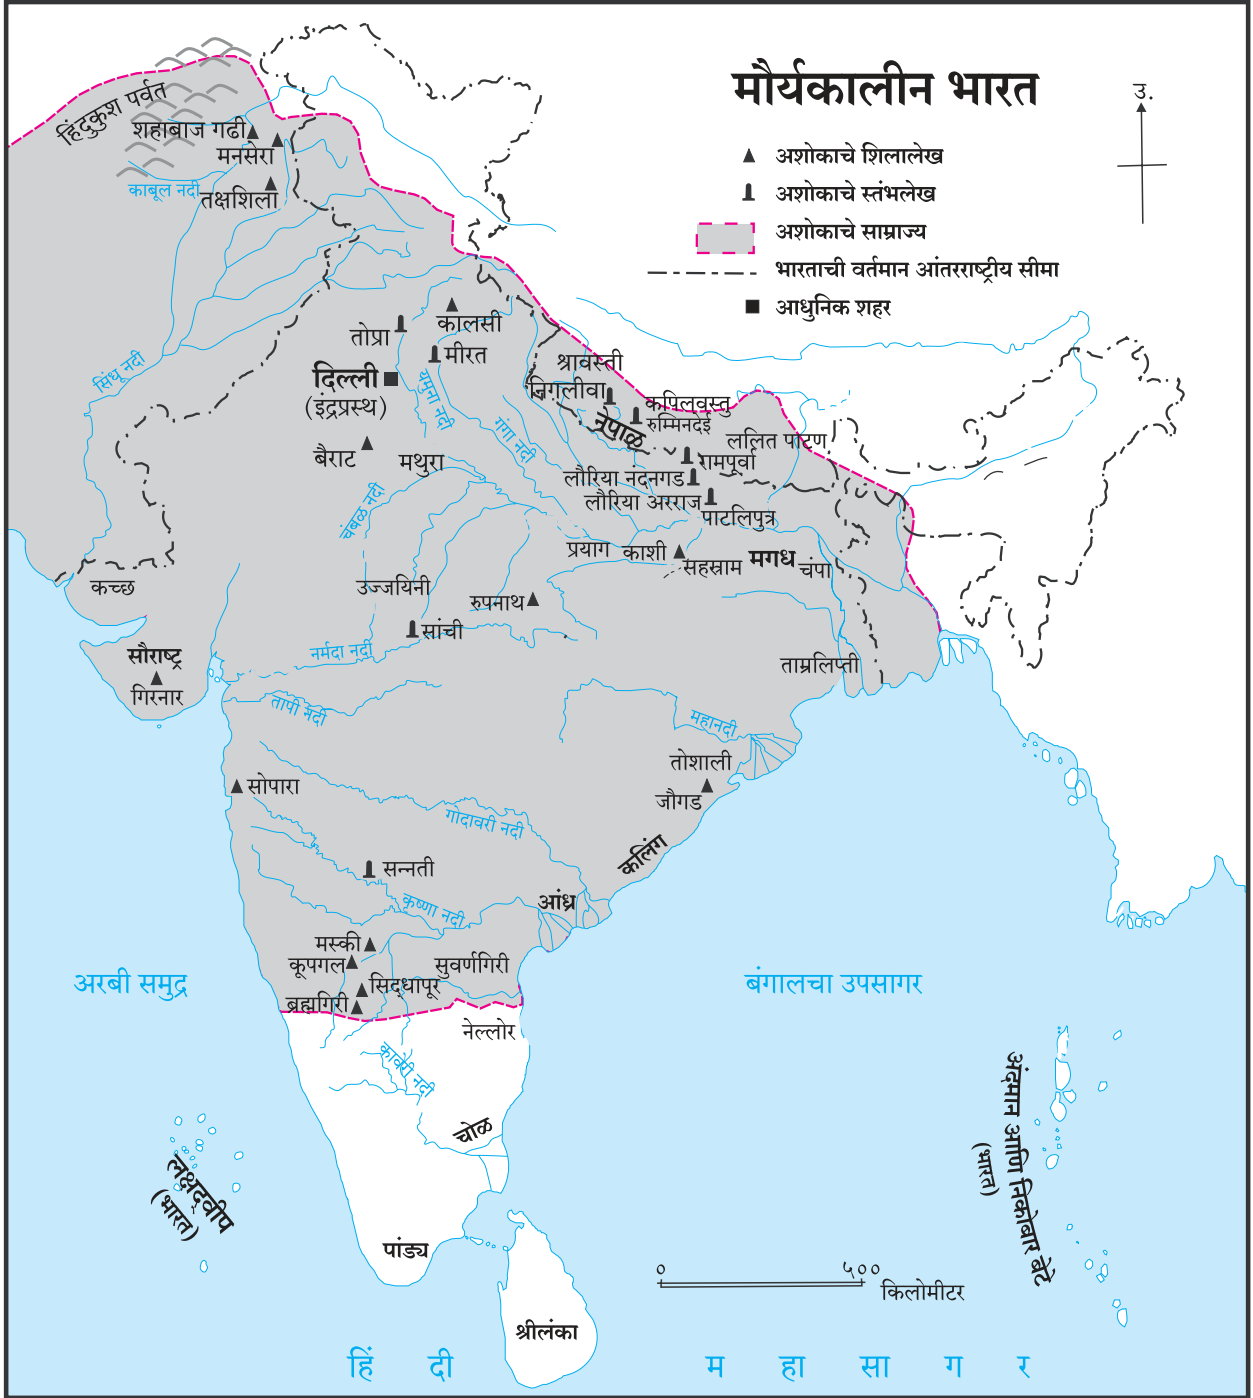 मौर्यकालीन भारत
उ.
अशोकाचे शिलालेख
अशोकाचे स्तंभलेख
अशोकाचे साम्राज्य
भारताची वर्तमान आंतरराष्ट्रीय सीमा
आधुनिक शहर
हिंदुकुश पर्वत
शहाबाज गढी
मनसेरा
काबूल नदी
तक्षशिला
सिंधू नदी
तोप्रा
कालसी
मीरत
दिल्ली
(इंद्रप्रस्थ)
यमुना नदी
गंगा नदी
श्रावस्ती
निगलीवा
कपिलवस्तु
रुम्मिनदेई
नेपाळ
ललित पाटण
रामपूर्वा
लौरिया नंदनगड
लौरिया अरराज
पाटलिपुत्र
बैराट
मथुरा
चंबळ नदी
प्रयाग
काशी
सहस्राम
मगध
चंपा
कच्छ
उज्जयिनी
रुपनाथ
सांची
नर्मदा नदी
सौराष्ट्र
गिरनार
ताम्रलिप्ती
तापी नदी
महानदी
तोशाली
जौगड
सोपारा
गोदावरी नदी
कलिंग
सन्नती
कृष्णा नदी
आंध्र
मस्की
कूपगल
सुवर्णगिरी
सिद्धापूर
ब्रह्मगिरी
नेल्लोर
अरबी समुद्र
बंगालचा उपसागर
कावेरी नदी
चोळ
अंदमान आणि निकोबार बेटे
(भारत)
लक्षद्वीप
(भारत)
पांड्य
० ५००
किलोमीटर
श्रीलंका
हिं दी म हा सा ग र